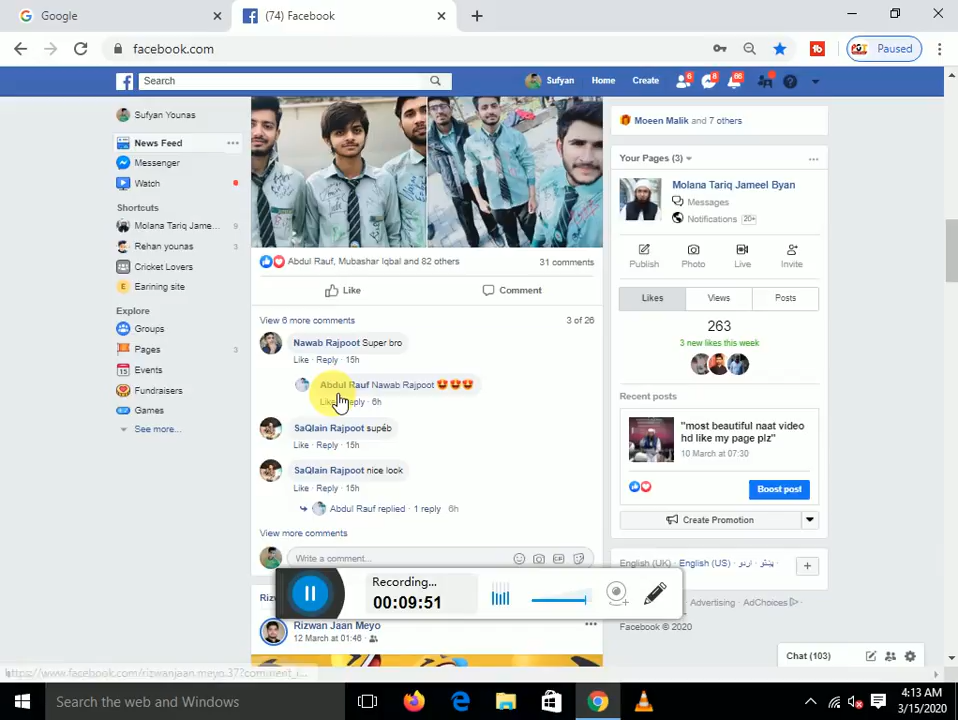 Google
(74) Facebook
facebook.com
Paused
Search
Sufyan
Home
Create
6
8
66
Sufyan Younas
News Feed
Messenger
Watch
Shortcuts
Molana Tariq Jame...
Rehan younas
3
Cricket Lovers
E
Earining site
Explore
Groups
Pages
3
Events
Fundraisers
Games
See more...
Abdul Rauf, Mubashar Iqbal and 82 others
31 comments
Like
Comment
View 6 more comments
3 of 26
Nawab Rajpoot Super bro
Like · Reply · 15h
Abdul Rauf Nawab Rajpoot 😍😍😍
6h
SaQlain Rajpoot supéb
Like · Reply · 15h
SaQlain Rajpoot nice look
Like · Reply · 15h
Abdul Rauf replied · 1 reply 6h
View more comments
Write a comment...
GIF
Recording...
00:09:51
Rizwan Jaan Meyo
12 March at 01:46 ·
Moeen Malik and 7 others
Your Pages (3)
Molana Tariq Jameel Byan
Messages
Notifications 20+
Publish
Photo
Live
Invite
Likes
Views
Posts
263
3 new likes this week
Recent posts
"most beautiful naat video
hd like my page plz"
10 March at 07:30
Boost post
Create Promotion
English (UK) · English (US) · اردو · پښتو ·
Advertising · AdChoices
Facebook © 2020
Chat (103)
Search the web and Windows
4:13 AM
3/15/2020